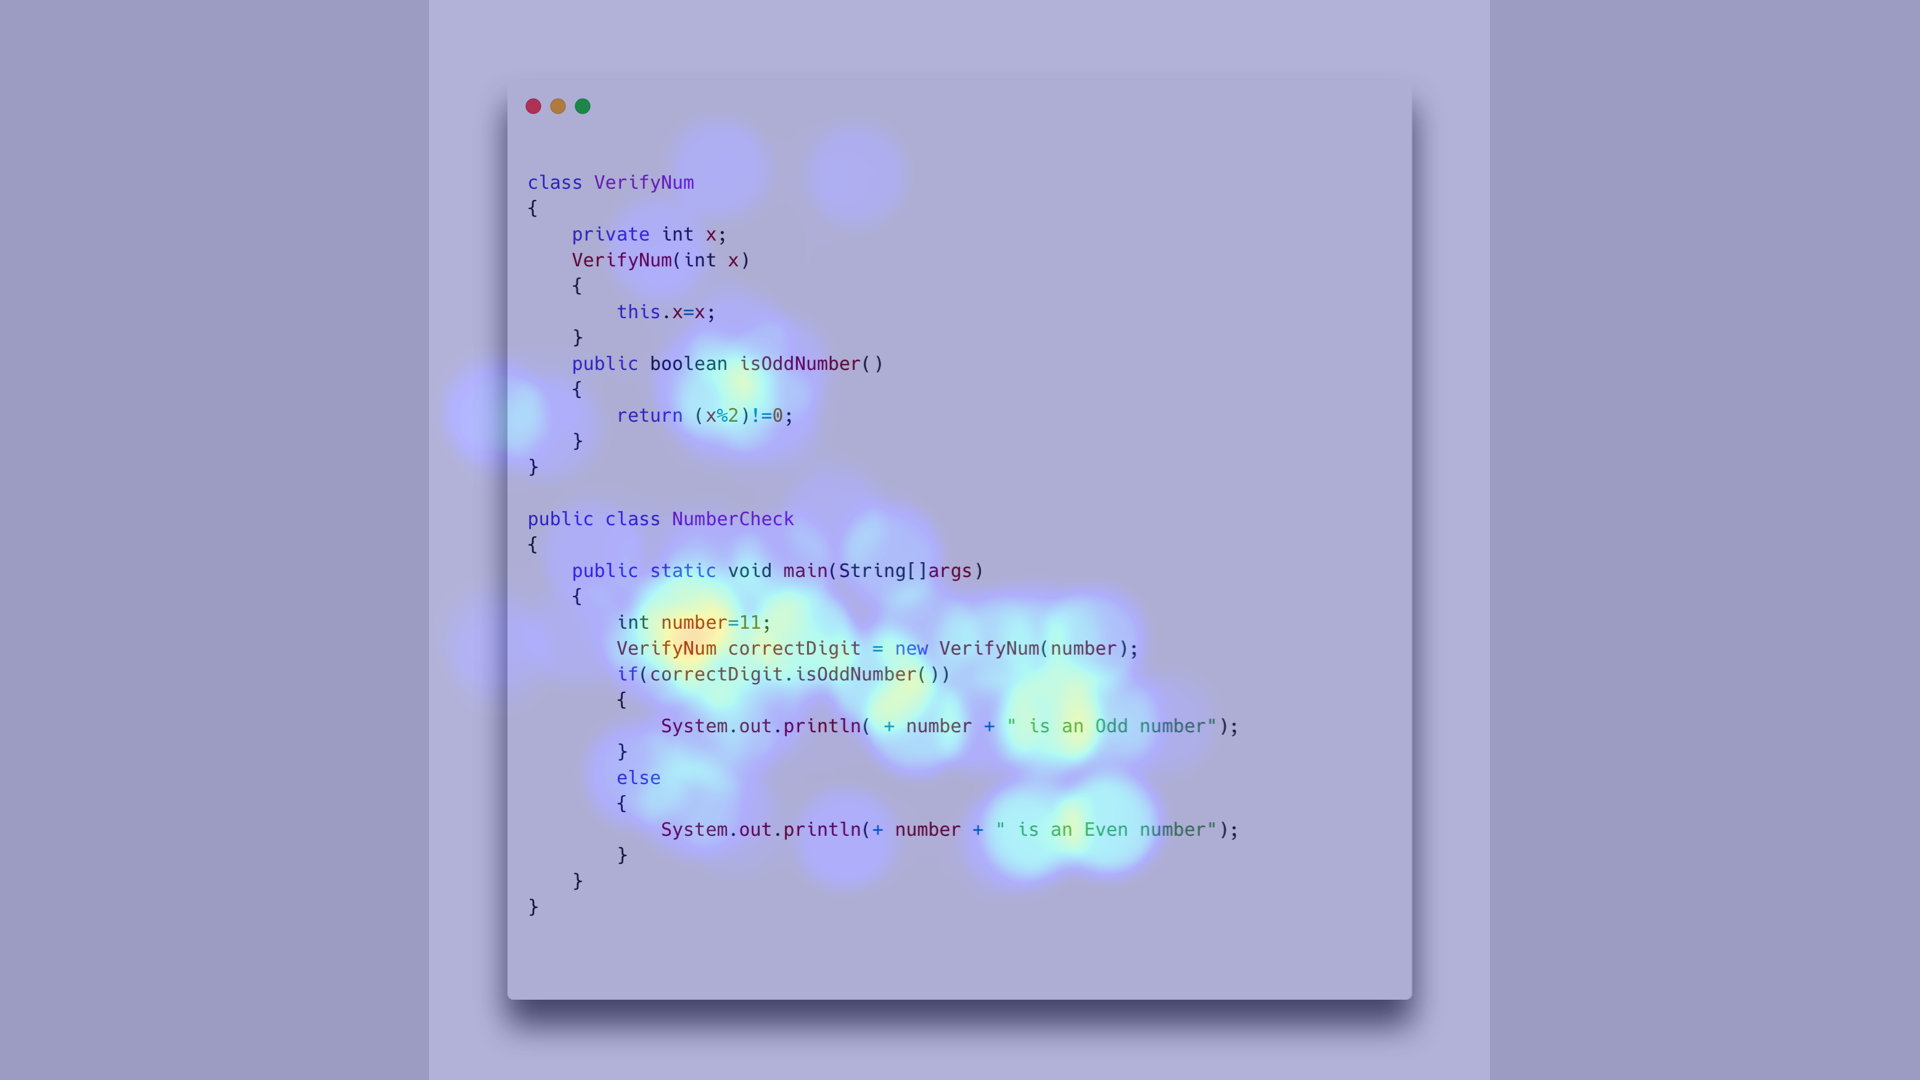 class VerifyNum
{
    private int x;
    VerifyNum(int x)
    {
        this.x=x;
    }
    public boolean isOddNumber()
    {
        return (x%2)!=0;
    }
}

public class NumberCheck
{
    public static void main(String[]args)
    {
        int number=11;
        VerifyNum correctDigit = new VerifyNum(number);
        if(correctDigit.isOddNumber())
        {
            System.out.println( + number + " is an Odd number");
        }
        else
        {
            System.out.println(+ number + " is an Even number");
        }
    }
}